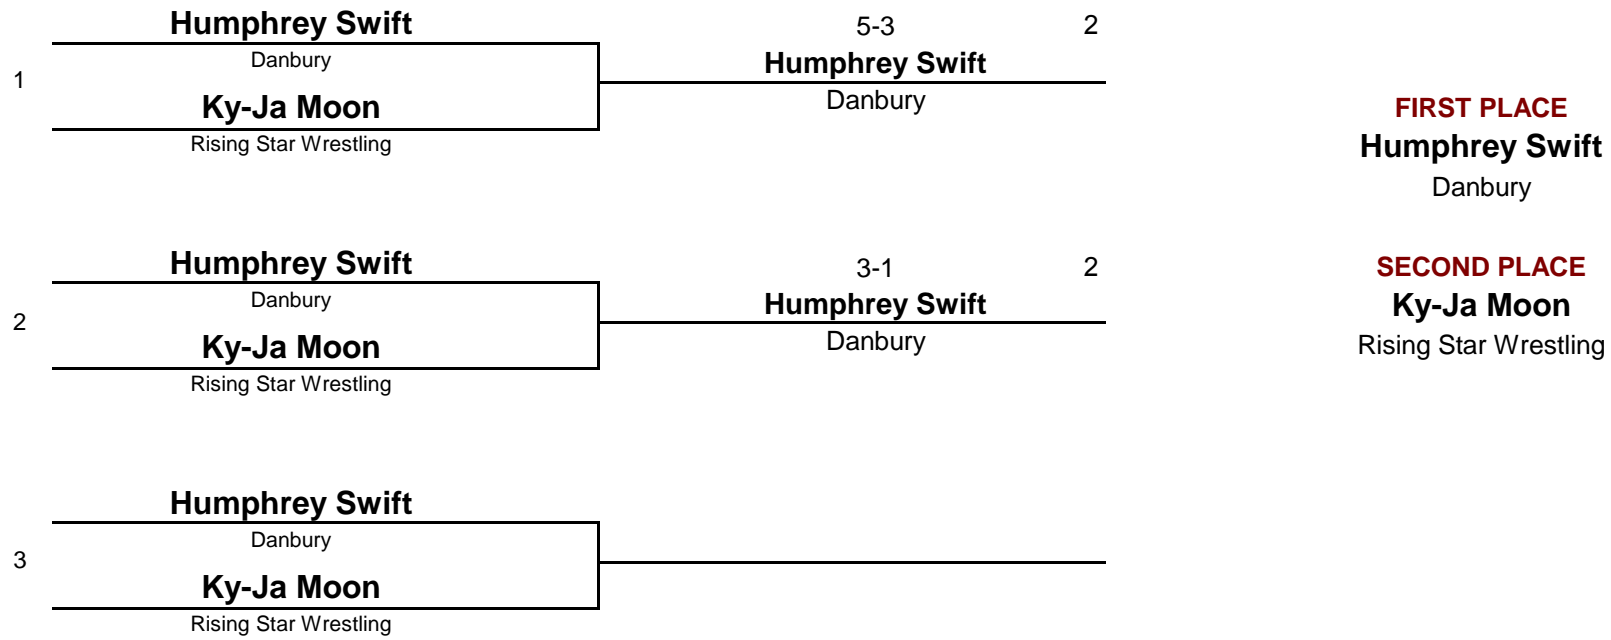 Humphrey Swift
Danbury
1
Ky-Ja Moon
Rising Star Wrestling
5-3 2
Humphrey Swift
Danbury
FIRST PLACE
Humphrey Swift
Danbury
Humphrey Swift
Danbury
2
Ky-Ja Moon
Rising Star Wrestling
3-1 2
Humphrey Swift
Danbury
SECOND PLACE
Ky-Ja Moon
Rising Star Wrestling
Humphrey Swift
Danbury
3
Ky-Ja Moon
Rising Star Wrestling